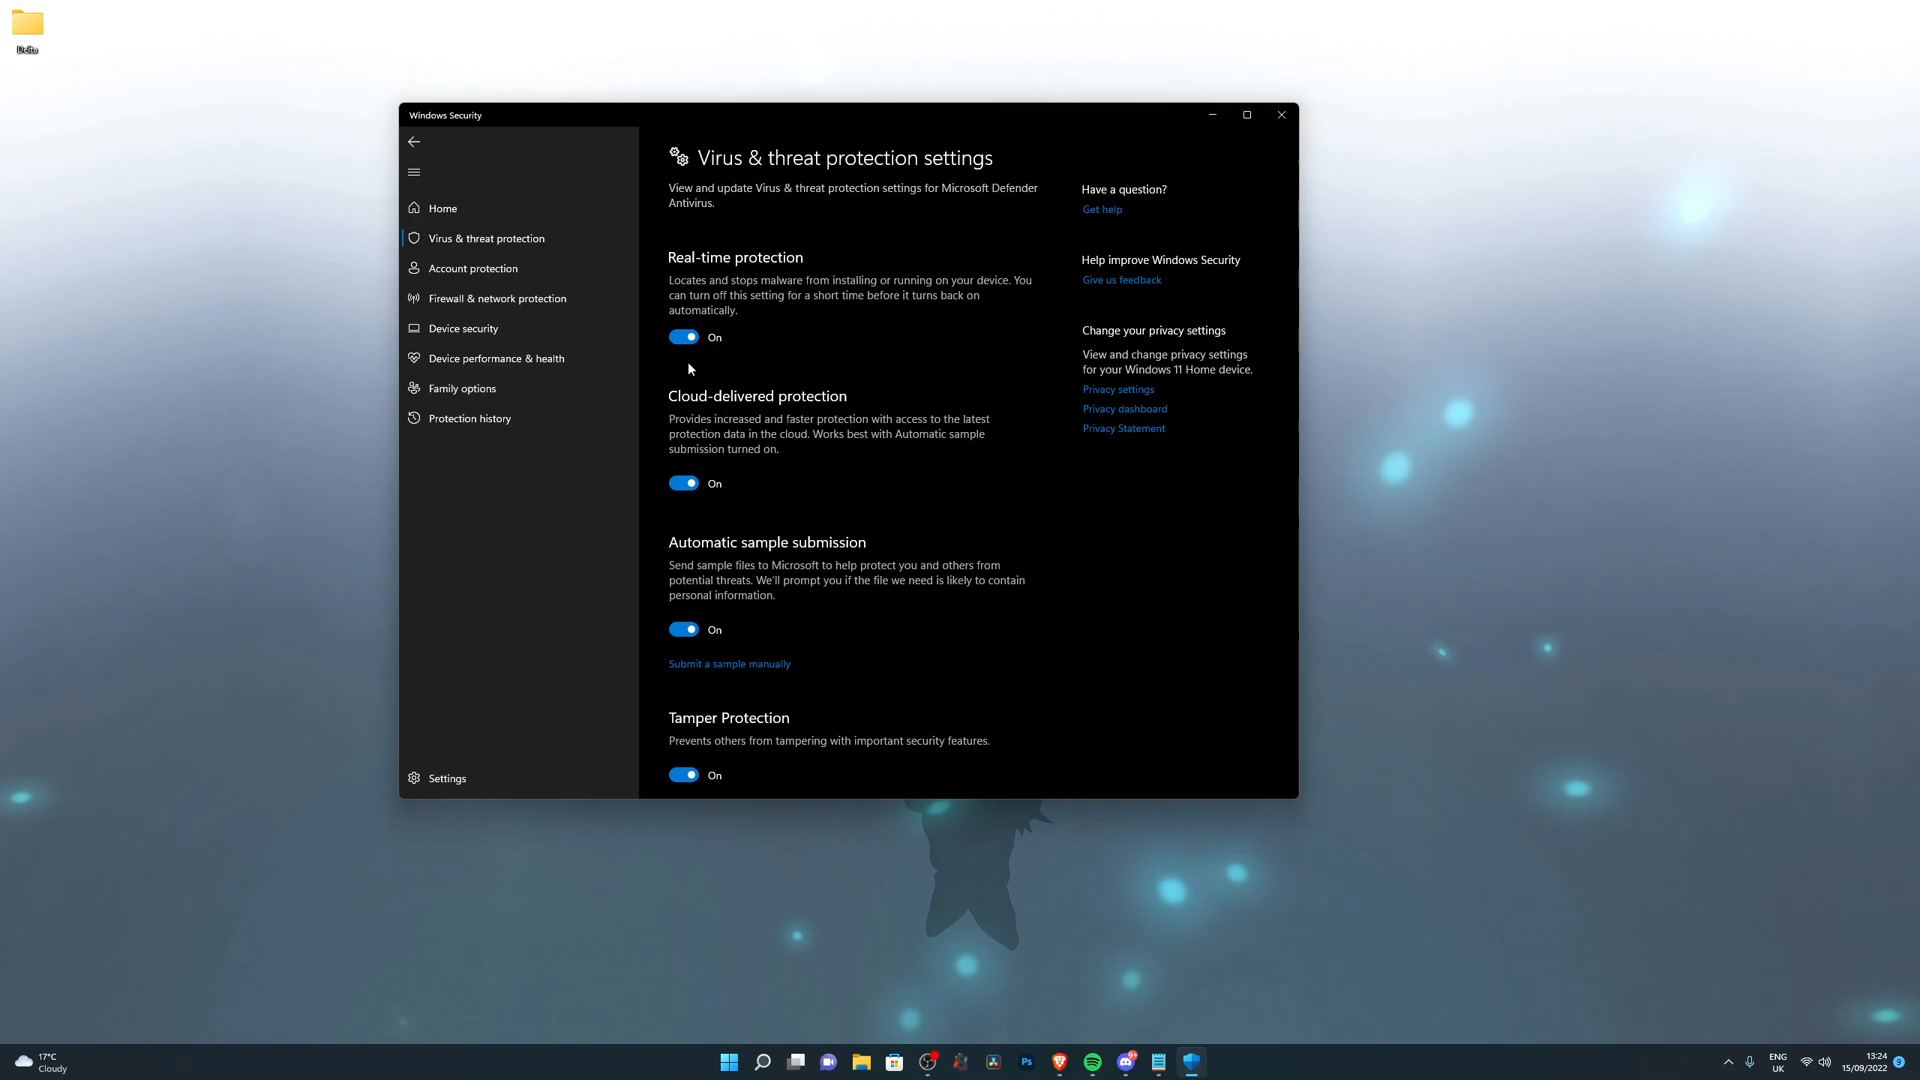 Delta
Windows Security
Home
Virus & threat protection
Account protection
Firewall & network protection
Device security
Device performance & health
Family options
Protection history
Settings
Virus & threat protection settings
View and update Virus & threat protection settings for Microsoft Defender
Antivirus.
Real-time protection
Locates and stops malware from installing or running on your device. You
can turn off this setting for a short time before it turns back on
automatically.
On
Cloud-delivered protection
Provides increased and faster protection with access to the latest
protection data in the cloud. Works best with Automatic sample
submission turned on.
On
Automatic sample submission
Send sample files to Microsoft to help protect you and others from
potential threats. We'll prompt you if the file we need is likely to contain
personal information.
On
Submit a sample manually
Tamper Protection
Prevents others from tampering with important security features.
On
Have a question?
Get help
Help improve Windows Security
Give us feedback
Change your privacy settings
View and change privacy settings
for your Windows 11 Home device.
Privacy settings
Privacy dashboard
Privacy Statement
17°C
Cloudy
Ps
ENG
UK
13:24
15/09/2022
9